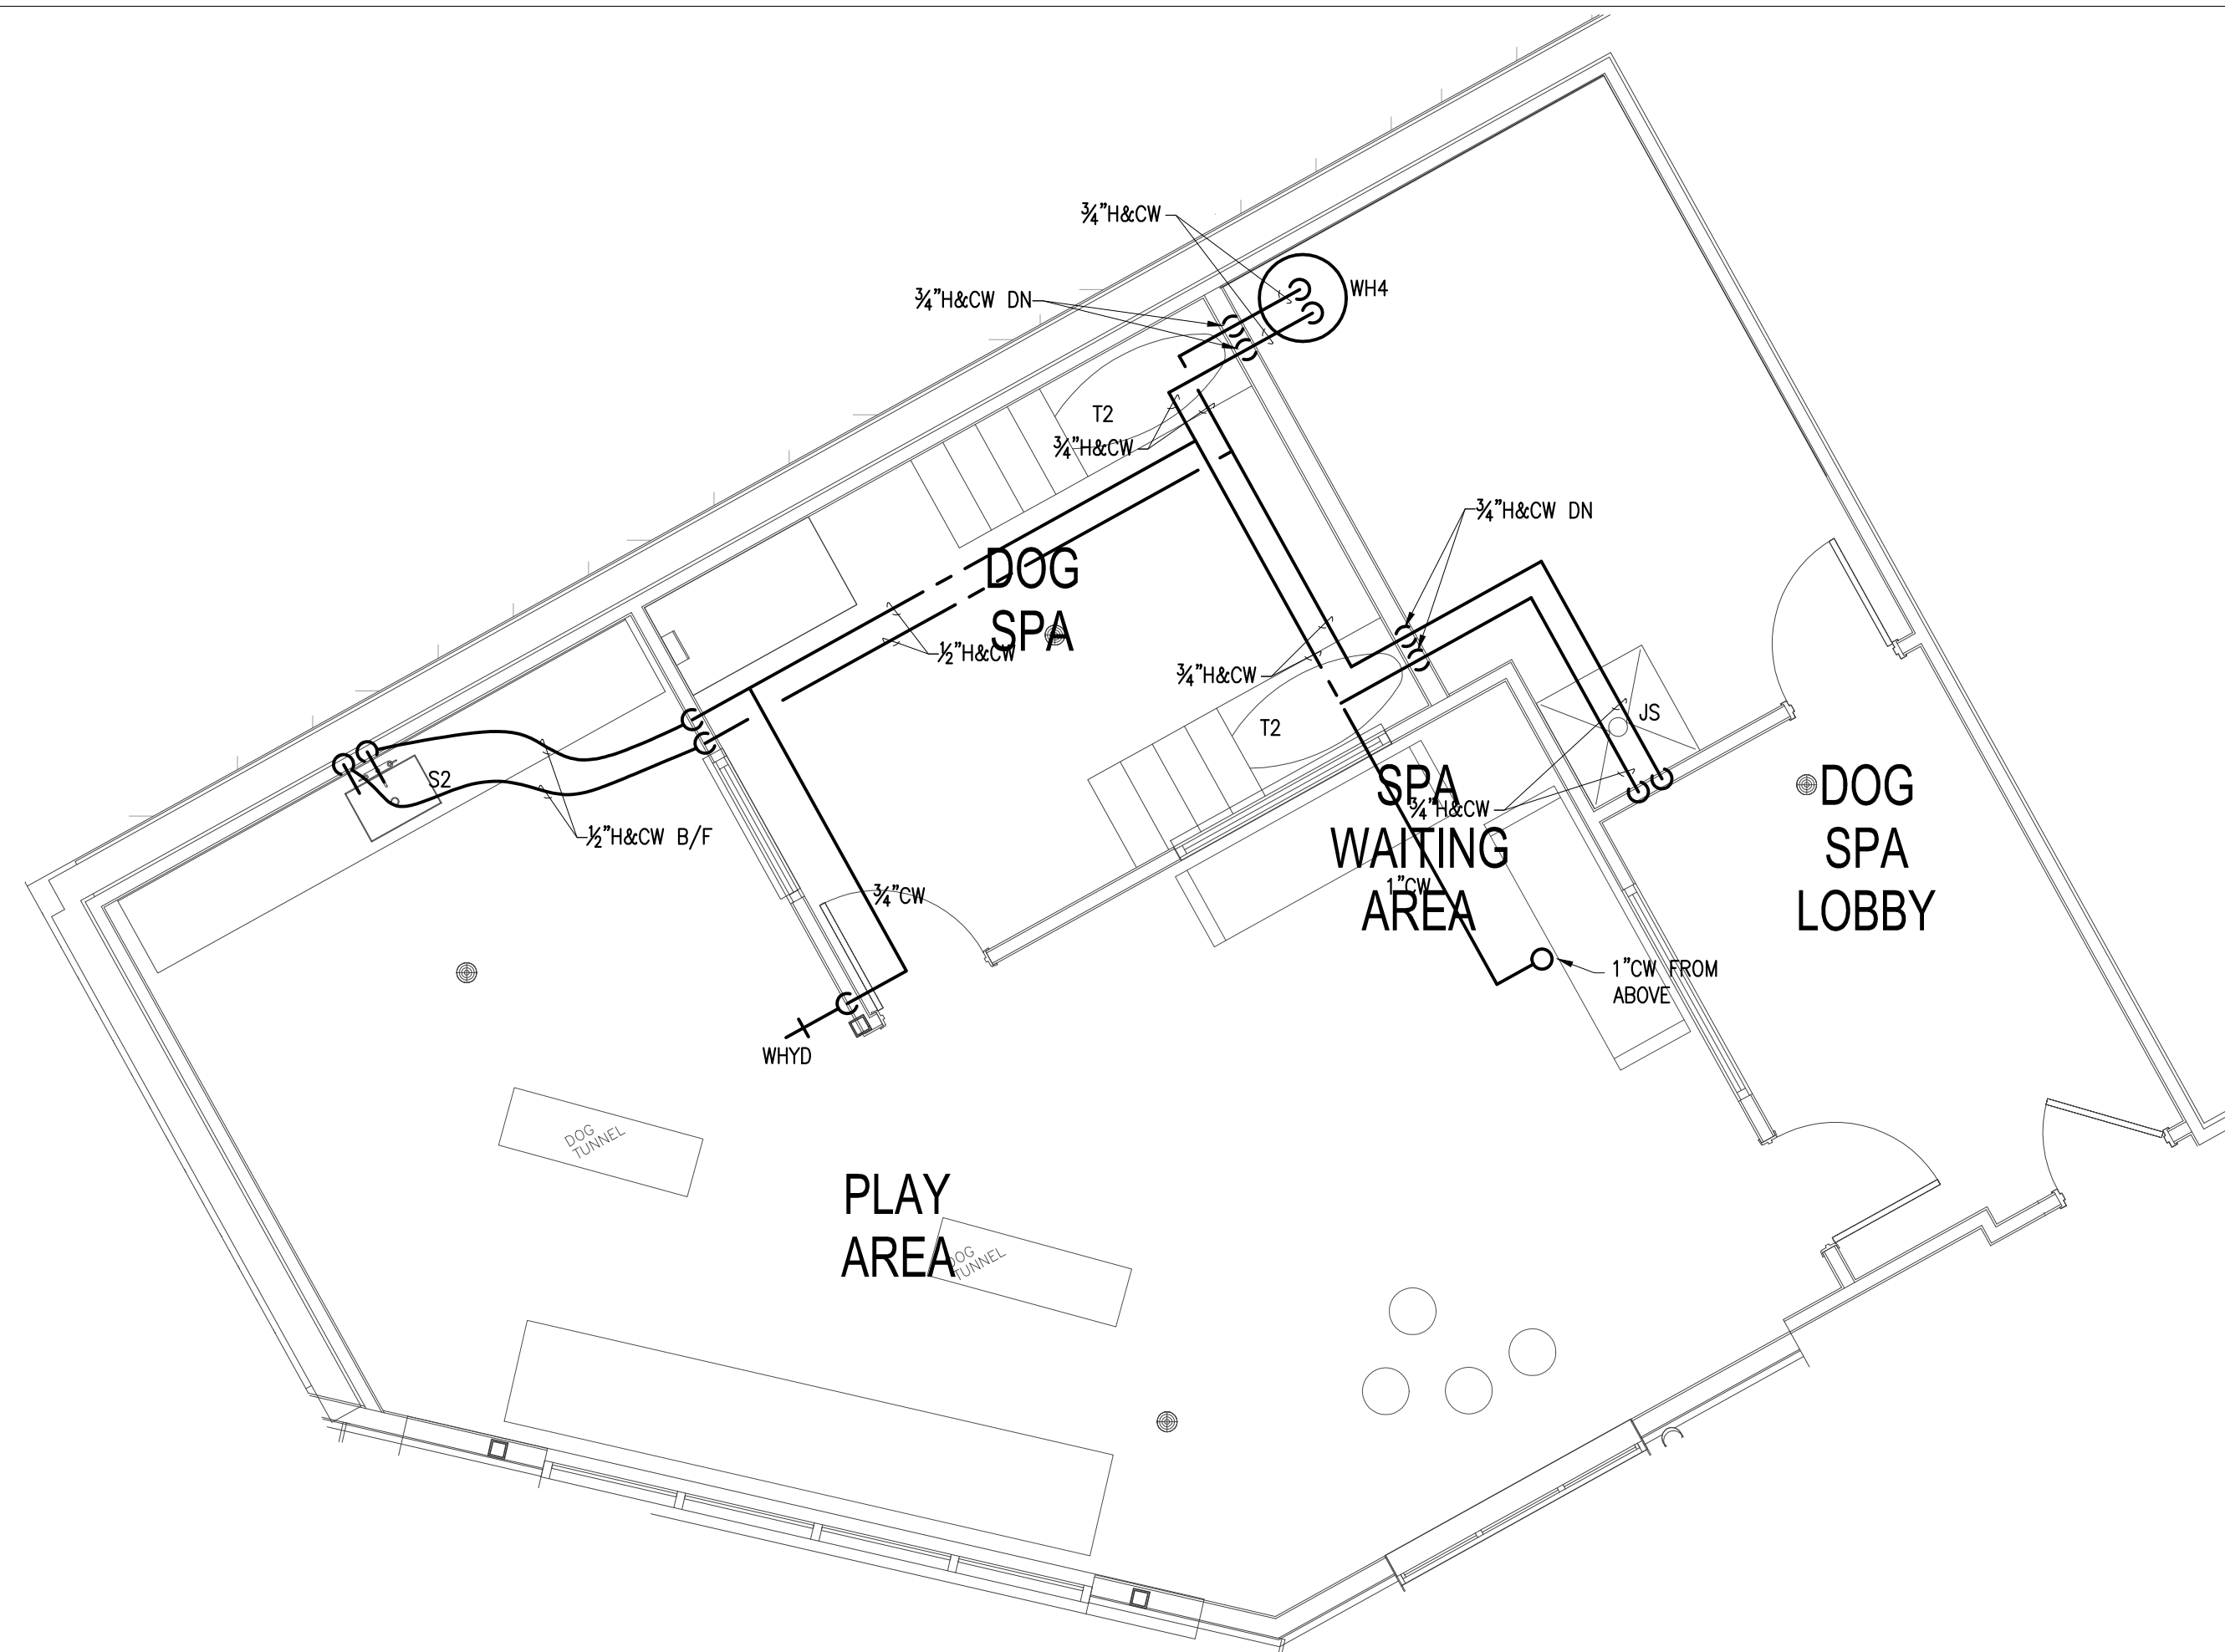 ¾"H&CW
WH4
¾"H&CW DN
T2
¾"H&CW
¾"H&CW DN
DOG
SPA
½"H&CW
¾"H&CW
JS
T2
S2
SPA
WAITING
AREA
¾"H&CW
DOG
SPA
LOBBY
½"H&CW B/F
¾"CW
1"CW
1"CW FROM
ABOVE
WHYD
DOG
TUNNEL
PLAY
AREA
DOG
TUNNEL